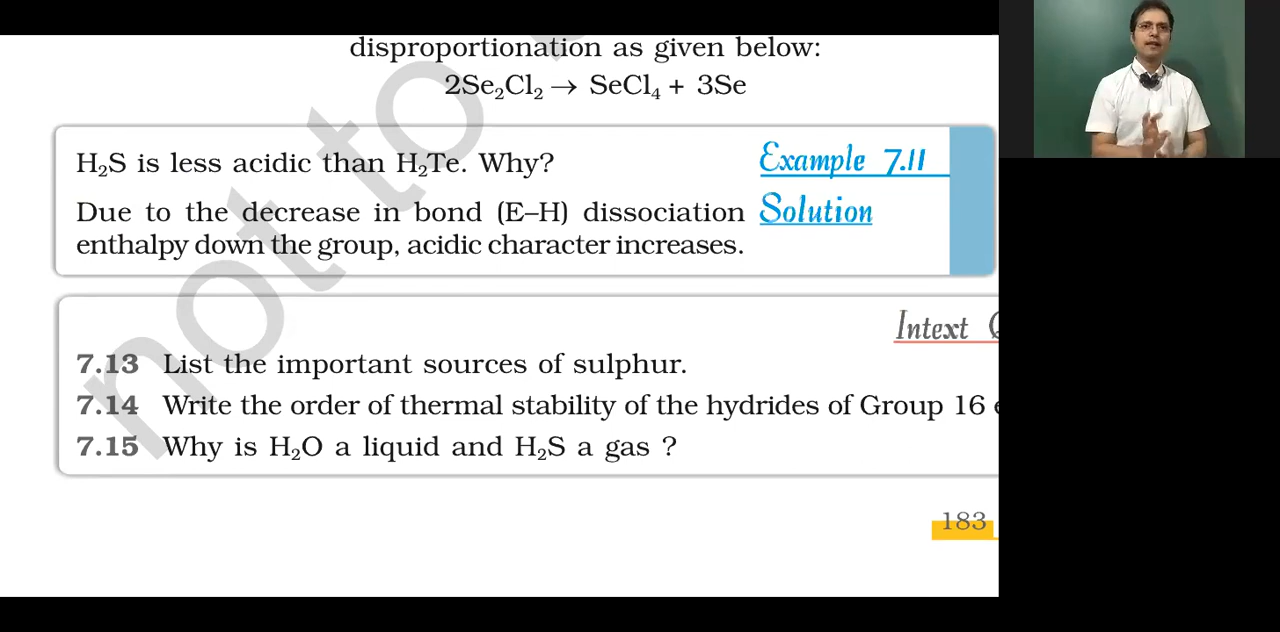 disproportionation as given below:
2Se₂Cl₂ → SeCl₄ + 3Se
H₂S is less acidic than H₂Te. Why?
Example 7.11
Due to the decrease in bond (E–H) dissociation
Solution
enthalpy down the group, acidic character increases.
Intext
7.13 List the important sources of sulphur.
7.14 Write the order of thermal stability of the hydrides of Group 16
7.15 Why is H₂O a liquid and H₂S a gas ?
183
not to